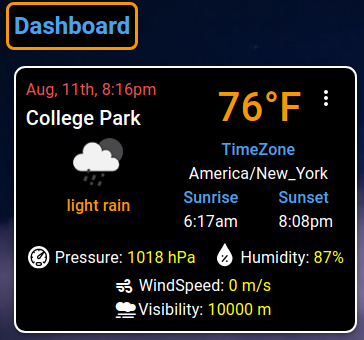 Dashboard
Aug, 11th, 8:16pm
College Park
76°F
light rain
TimeZone
America/New_York
Sunrise Sunset
6:17am 8:08pm
Pressure: 1018 hPa Humidity: 87%
WindSpeed: 0 m/s
Visibility: 10000 m